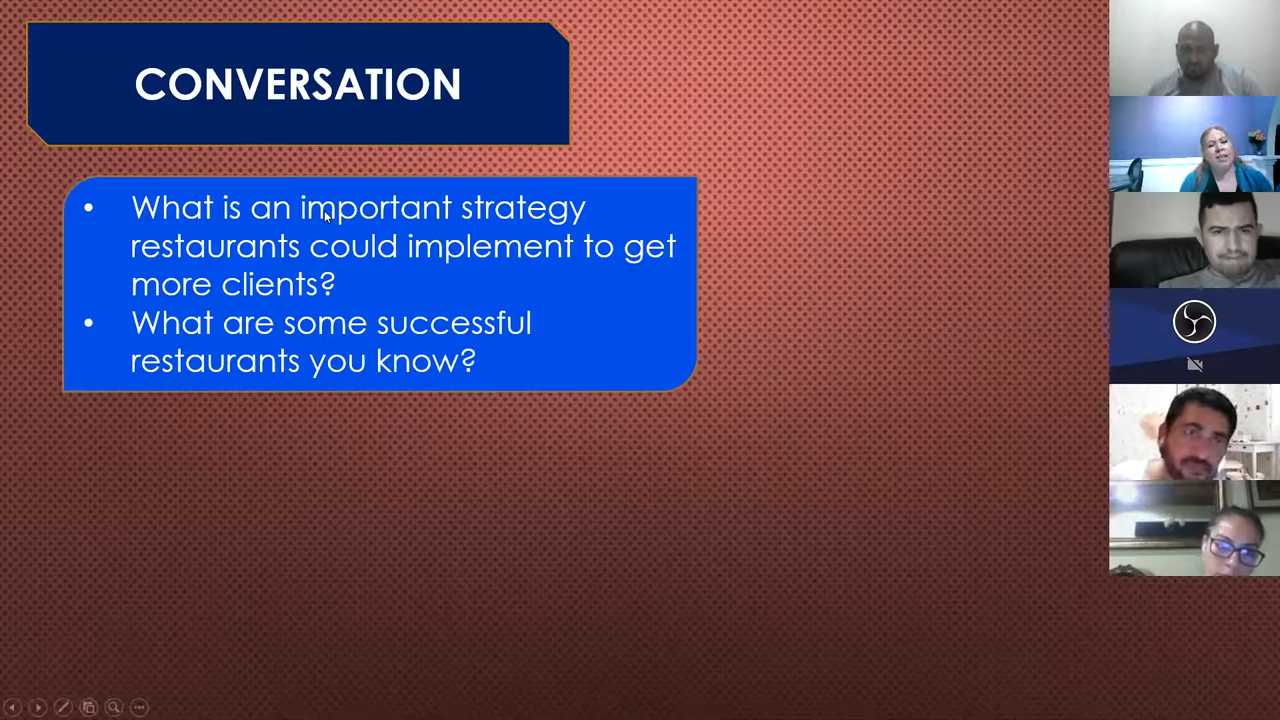 CONVERSATION
• What is an important strategy
restaurants could implement to get
more clients?
• What are some successful
restaurants you know?